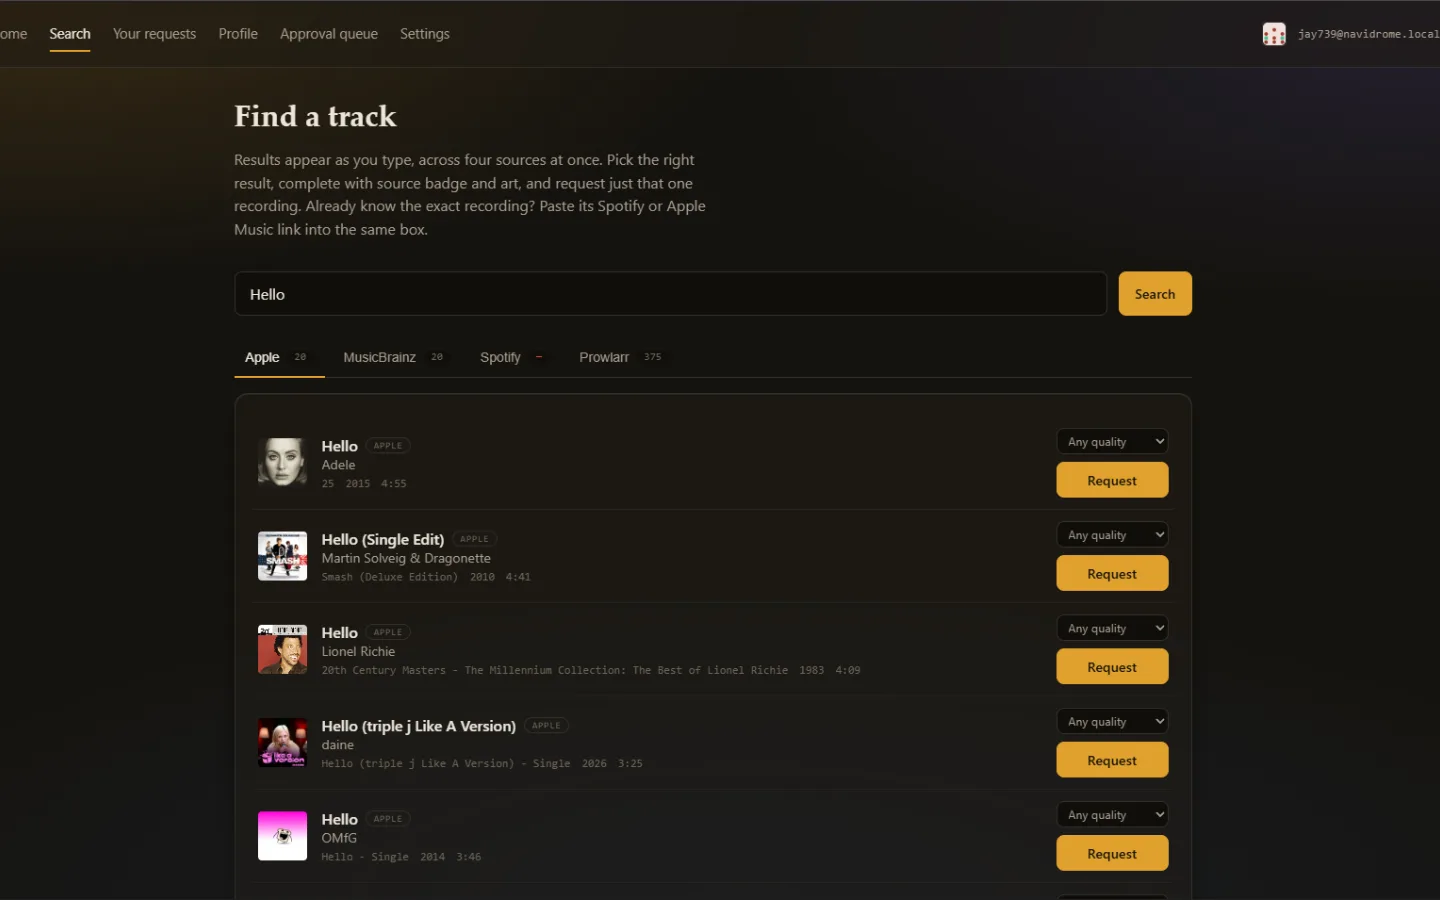 ome Search Your requests Profile Approval queue Settings jay739@navidrome.local
Find a track
Results appear as you type, across four sources at once. Pick the right
result, complete with source badge and art, and request just that one
recording. Already know the exact recording? Paste its Spotify or Apple
Music link into the same box.
Hello Search
Apple 20 MusicBrainz 20 Spotify – Prowlarr 375
Hello APPLE
Adele
25 2015 4:55
Any quality
Request
Hello (Single Edit) APPLE
Martin Solveig & Dragonette
Smash (Deluxe Edition) 2010 4:41
Any quality
Request
SMASH
Hello APPLE
Lionel Richie
20th Century Masters - The Millennium Collection: The Best of Lionel Richie 1983 4:09
Any quality
Request
Hello (triple j Like A Version) APPLE
daine
Hello (triple j Like A Version) - Single 2026 3:25
Any quality
Request
like a
version
Hello APPLE
OMfG
Hello - Single 2014 3:46
Any quality
Request